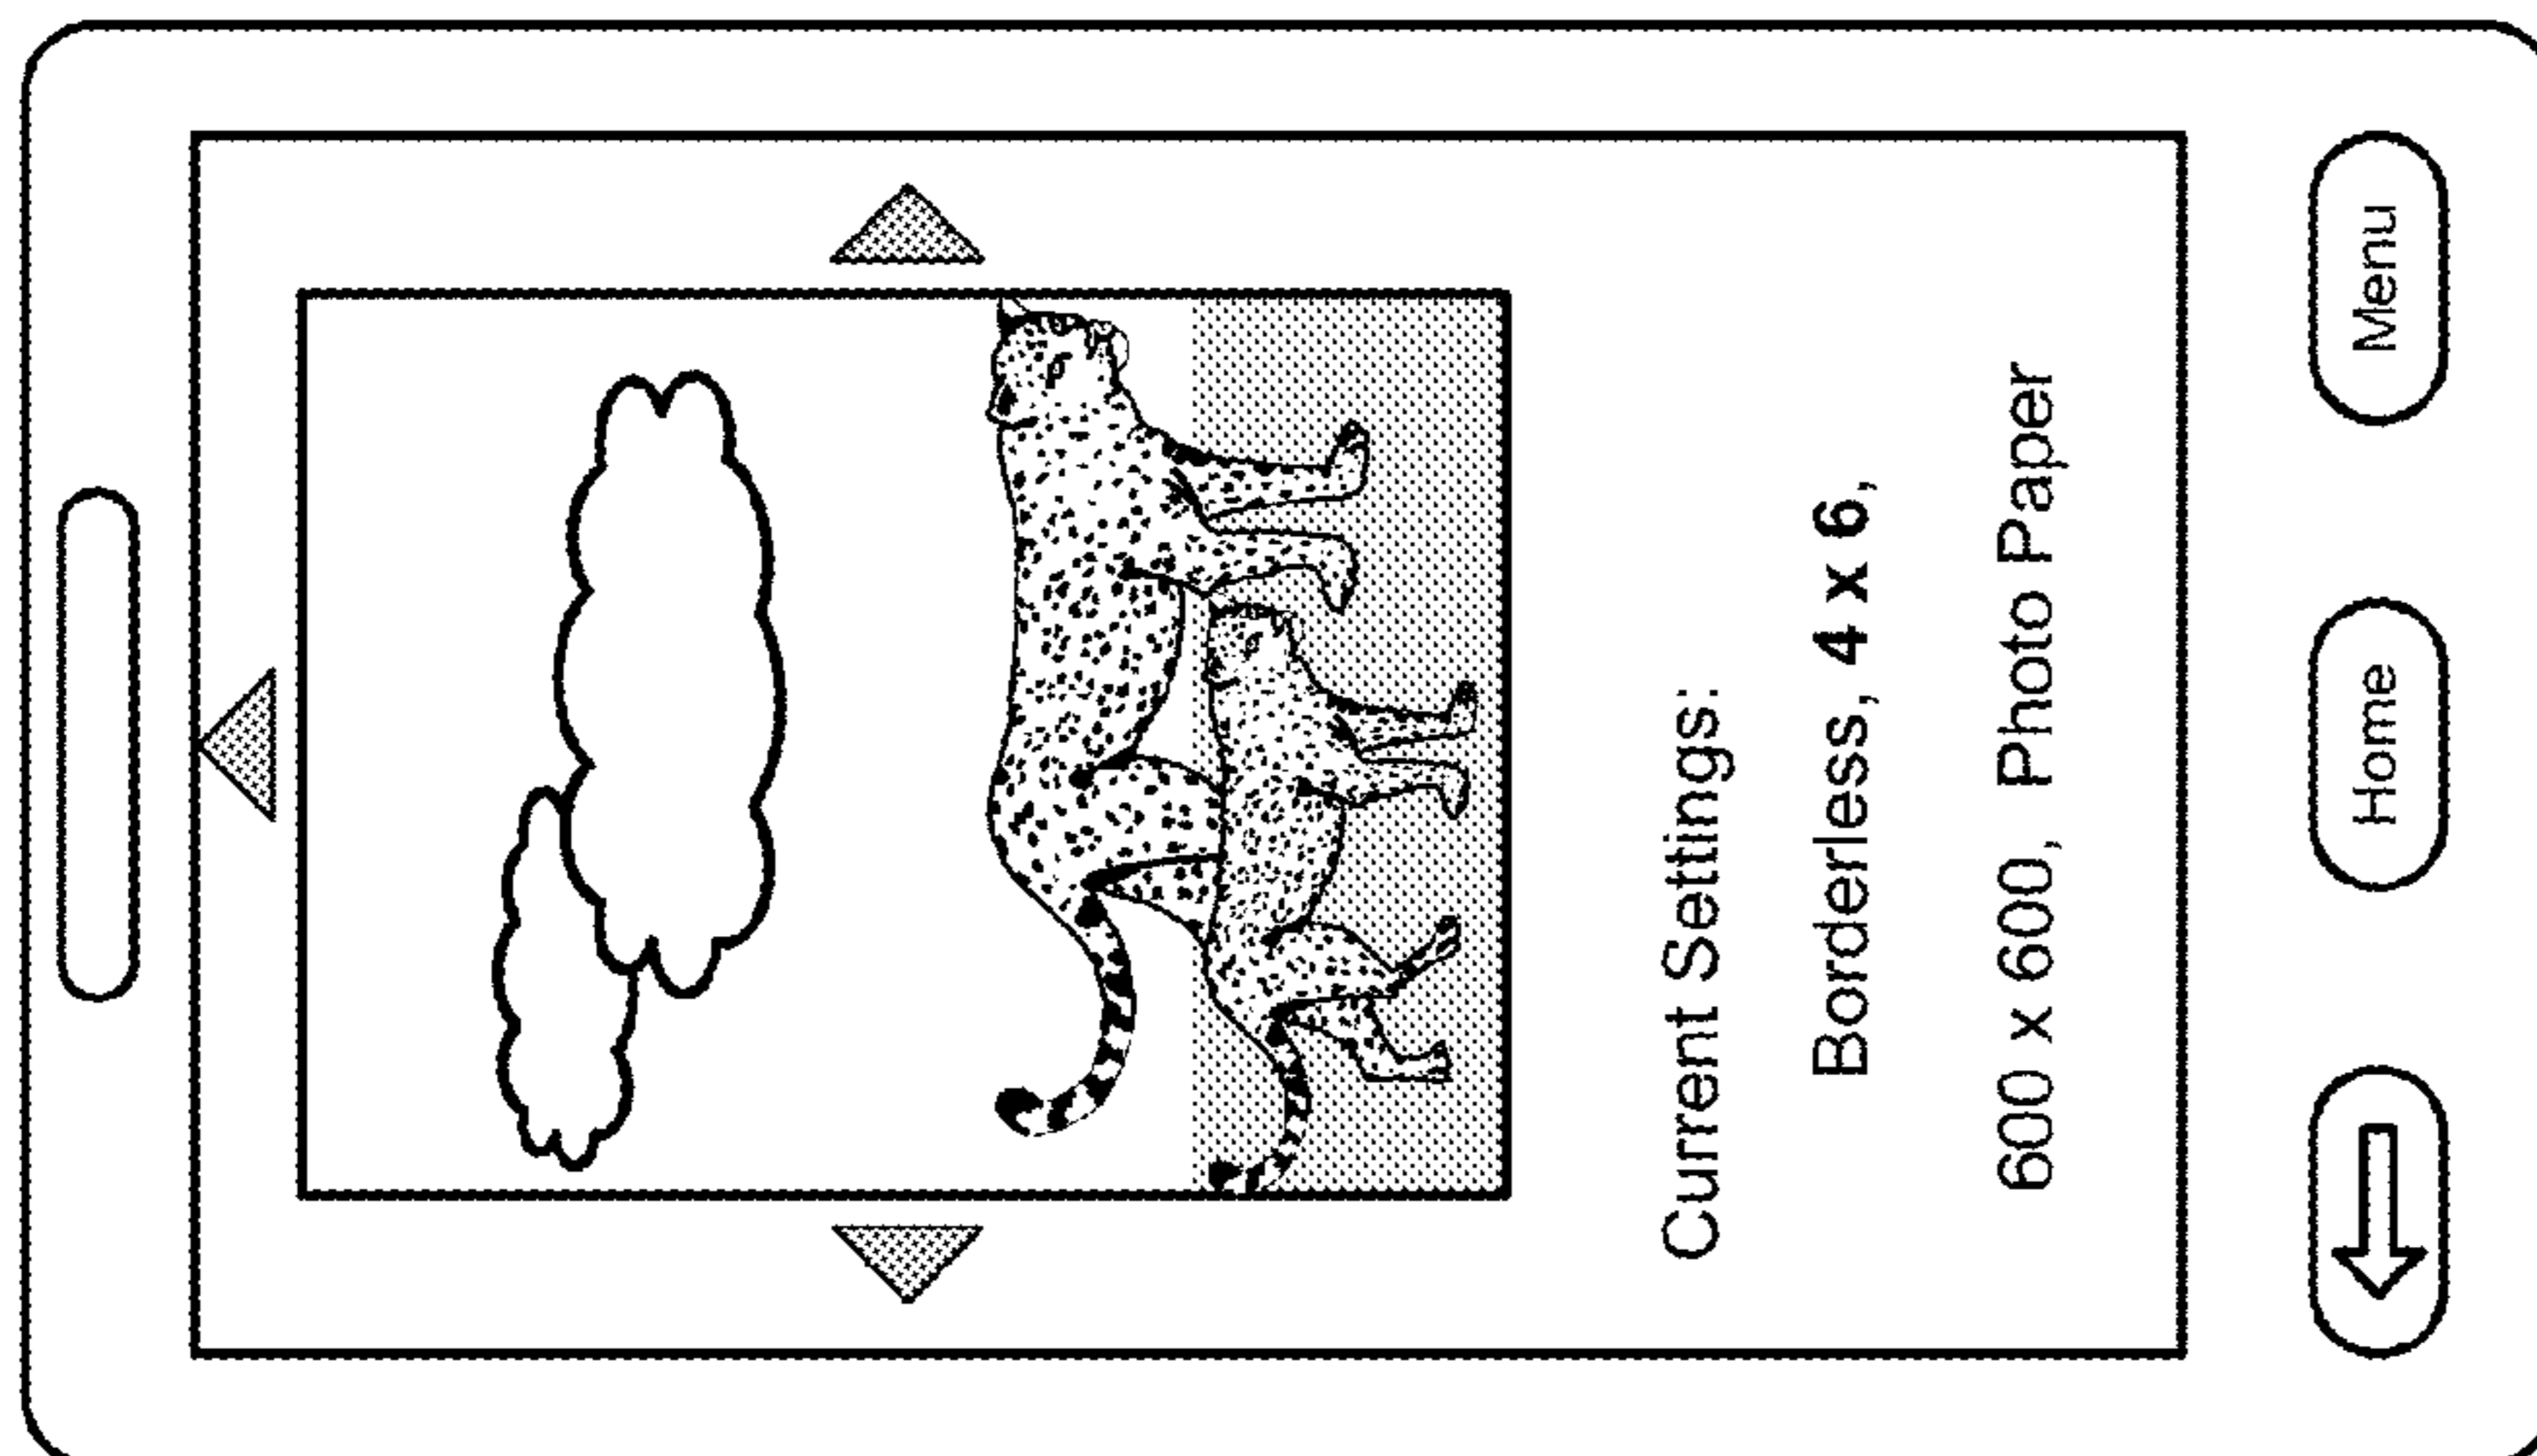 Current Settings:
Borderless, 4 x 6,
600 x 600, Photo Paper
Home
Menu